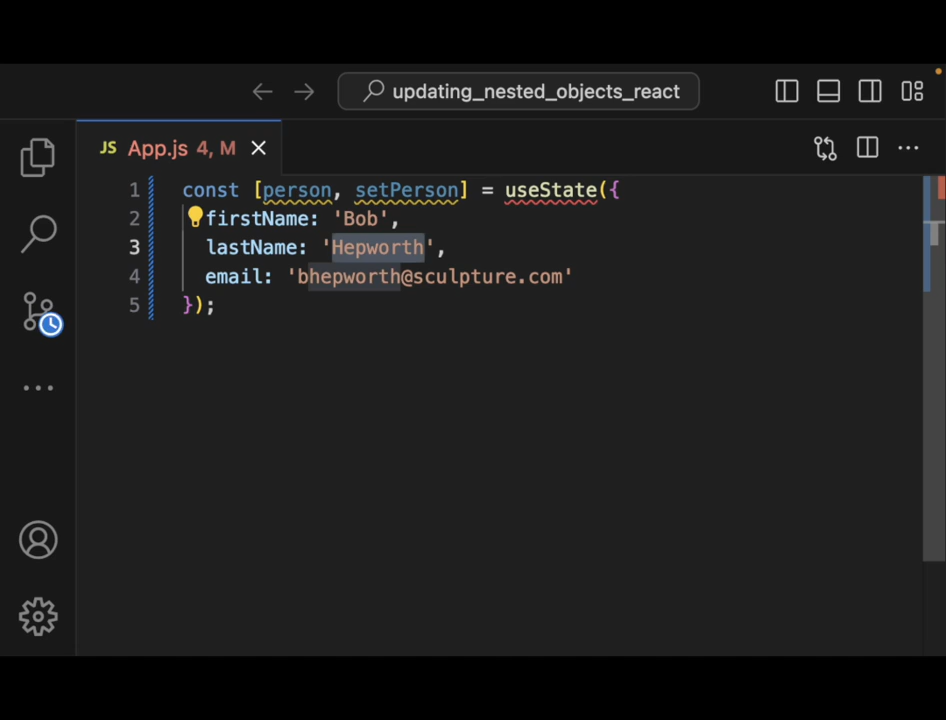 updating_nested_objects_react
JS App.js 4, M
1 const [person, setPerson] = useState({
2 firstName: 'Bob',
3 lastName: 'Hepworth',
4 email: 'bhepworth@sculpture.com'
5 });